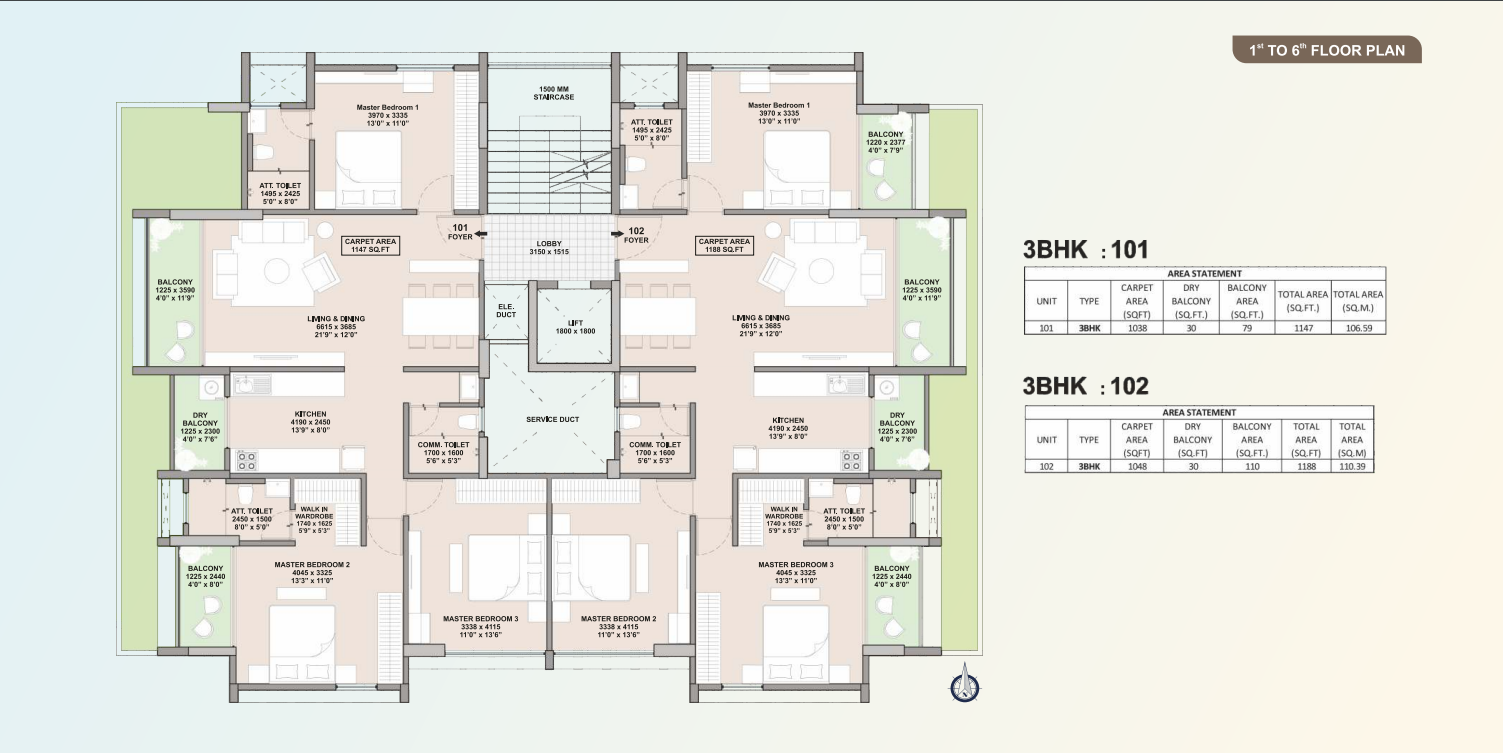 1st TO 6th FLOOR PLAN
1500 MM
STAIRCASE
Master Bedroom 1
3970 x 3335
13'0" x 11'0"
ATT. TOILET
1495 x 2425
5'0" x 8'0"
ATT. TOILET
1495 x 2425
5'0" x 8'0"
Master Bedroom 1
3970 x 3335
13'0" x 11'0"
BALCONY
1220 x 2377
4'0" x 7'9"
101
FOYER
LOBBY
3150 x 1515
102
FOYER
CARPET AREA
1147 SQ.FT
CARPET AREA
1188 SQ.FT
BALCONY
1225 x 3590
4'0" x 11'9"
LIVING & DINING
6615 x 3685
21'9" x 12'0"
ELE.
DUCT
LIFT
1800 x 1800
LIVING & DINING
6615 x 3685
21'9" x 12'0"
BALCONY
1225 x 3590
4'0" x 11'9"
DRY
BALCONY
1225 x 2300
4'0" x 7'6"
KITCHEN
4190 x 2450
13'9" x 8'0"
COMM. TOILET
1700 x 1600
5'6" x 5'3"
SERVICE DUCT
COMM. TOILET
1700 x 1600
5'6" x 5'3"
KITCHEN
4190 x 2450
13'9" x 8'0"
DRY
BALCONY
1225 x 2300
4'0" x 7'6"
ATT. TOILET
2450 x 1500
8'0" x 5'0"
WALK IN
WARDROBE
1740 x 1625
5'9" x 5'3"
WALK IN
WARDROBE
1740 x 1625
5'9" x 5'3"
ATT. TOILET
2450 x 1500
8'0" x 5'0"
BALCONY
1225 x 2440
4'0" x 8'0"
MASTER BEDROOM 2
4045 x 3325
13'3" x 11'0"
MASTER BEDROOM 3
3338 x 4115
11'0" x 13'6"
MASTER BEDROOM 2
3338 x 4115
11'0" x 13'6"
MASTER BEDROOM 3
4045 x 3325
13'3" x 11'0"
BALCONY
1225 x 2440
4'0" x 8'0"
3BHK : 101
AREA STATEMENT
UNIT TYPE CARPET AREA (SQFT) DRY BALCONY (SQ.FT.) BALCONY AREA (SQ.FT.) TOTAL AREA (SQ.FT.) TOTAL AREA (SQ.M.)
101 3BHK 1038 30 79 1147 106.59
3BHK : 102
AREA STATEMENT
UNIT TYPE CARPET AREA (SQFT) DRY BALCONY (SQ.FT) BALCONY AREA (SQ.FT.) TOTAL AREA (SQ.FT) TOTAL AREA (SQ.M)
102 3BHK 1048 30 110 1188 110.39